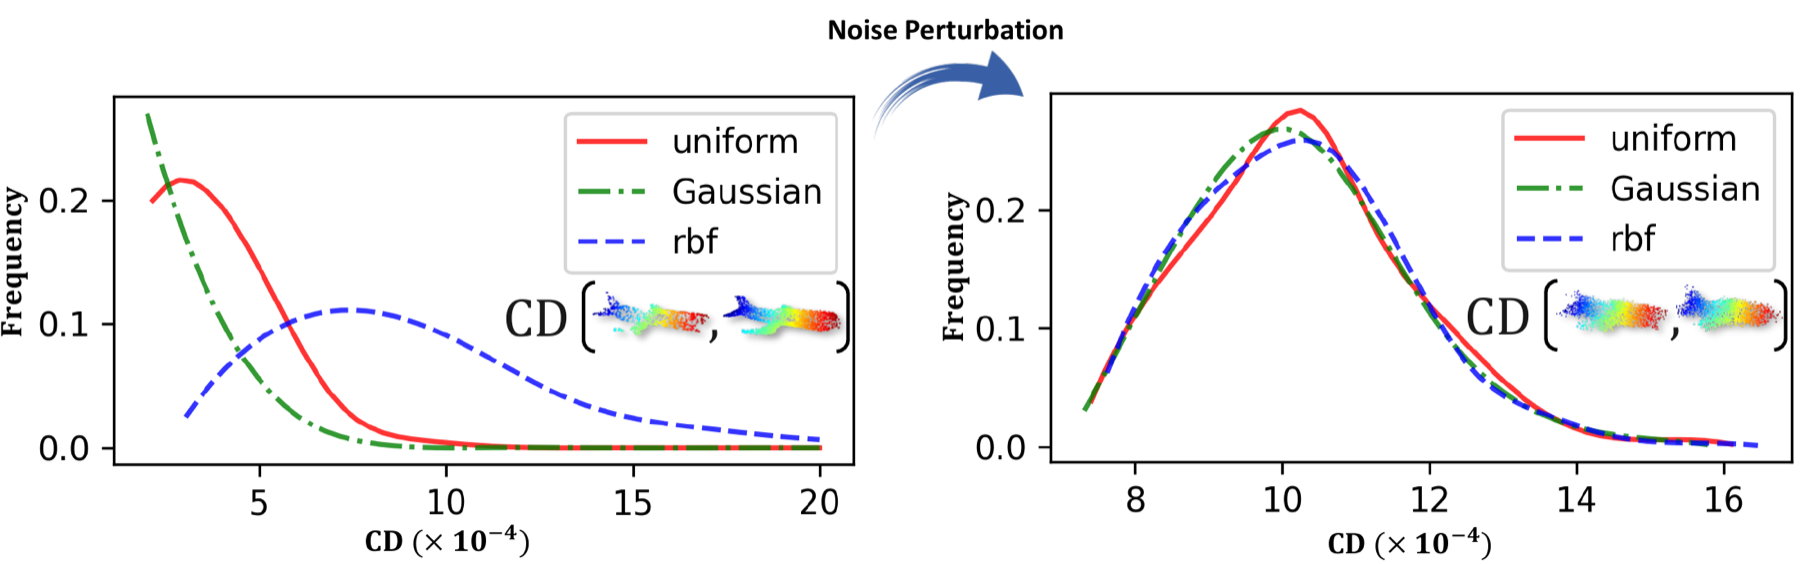 Noise Perturbation
Frequency
0.2
0.1
0.0
5
10
15
20
CD (× 10⁻⁴)
uniform
Gaussian
rbf
CD ( , )
Frequency
0.2
0.1
0.0
8
10
12
14
16
CD (× 10⁻⁴)
uniform
Gaussian
rbf
CD ( , )